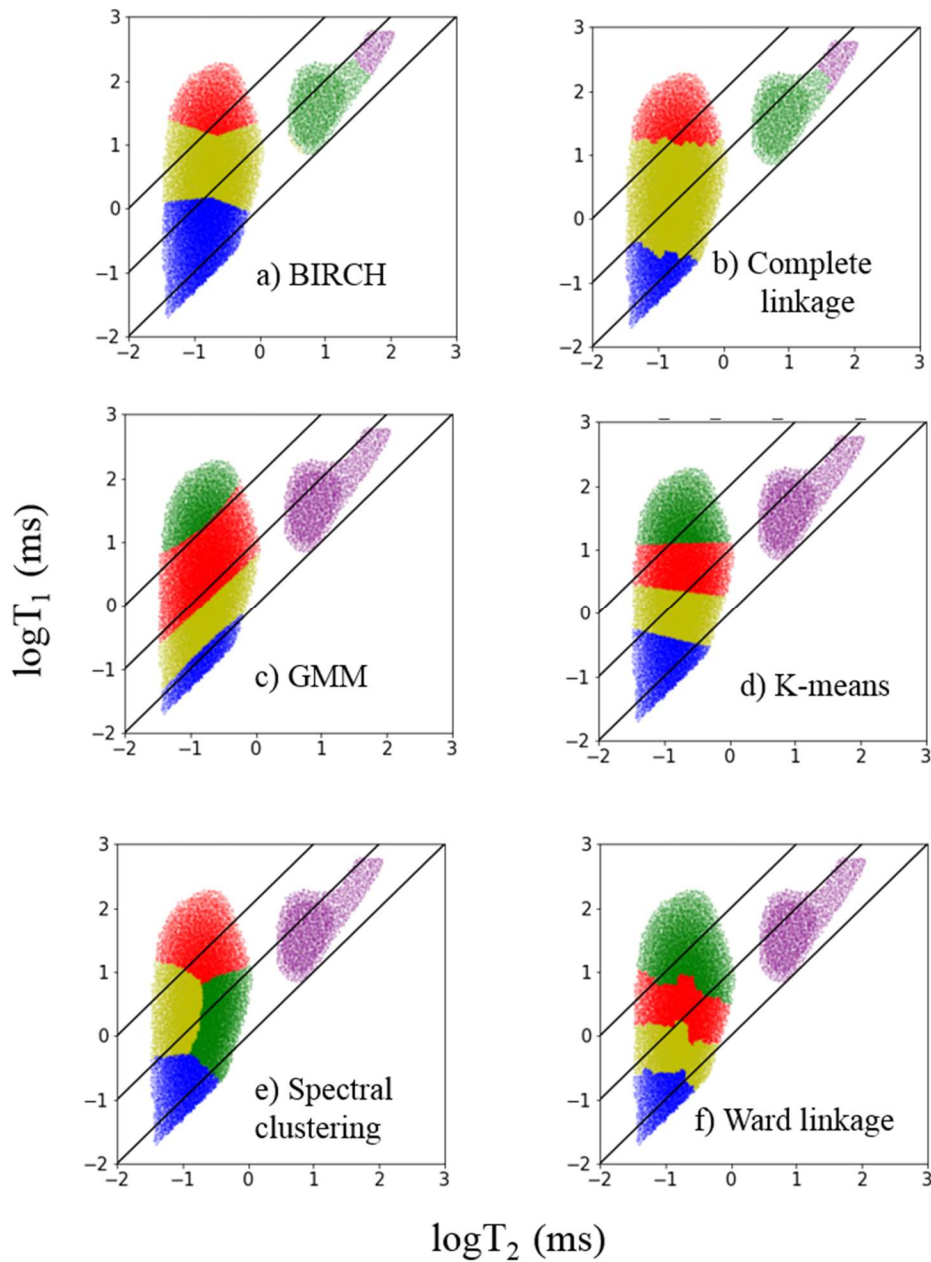 3
2
1
0
−1
−2
−2 −1 0 1 2 3
a) BIRCH
3
2
1
0
−1
−2
−2 −1 0 1 2 3
b) Complete
linkage
3
2
1
0
−1
−2
−2 −1 0 1 2 3
c) GMM
3
2
1
0
−1
−2
−2 −1 0 1 2 3
d) K-means
3
2
1
0
−1
−2
−2 −1 0 1 2 3
e) Spectral
clustering
3
2
1
0
−1
−2
−2 −1 0 1 2 3
f) Ward linkage
logT₁ (ms)
logT₂ (ms)